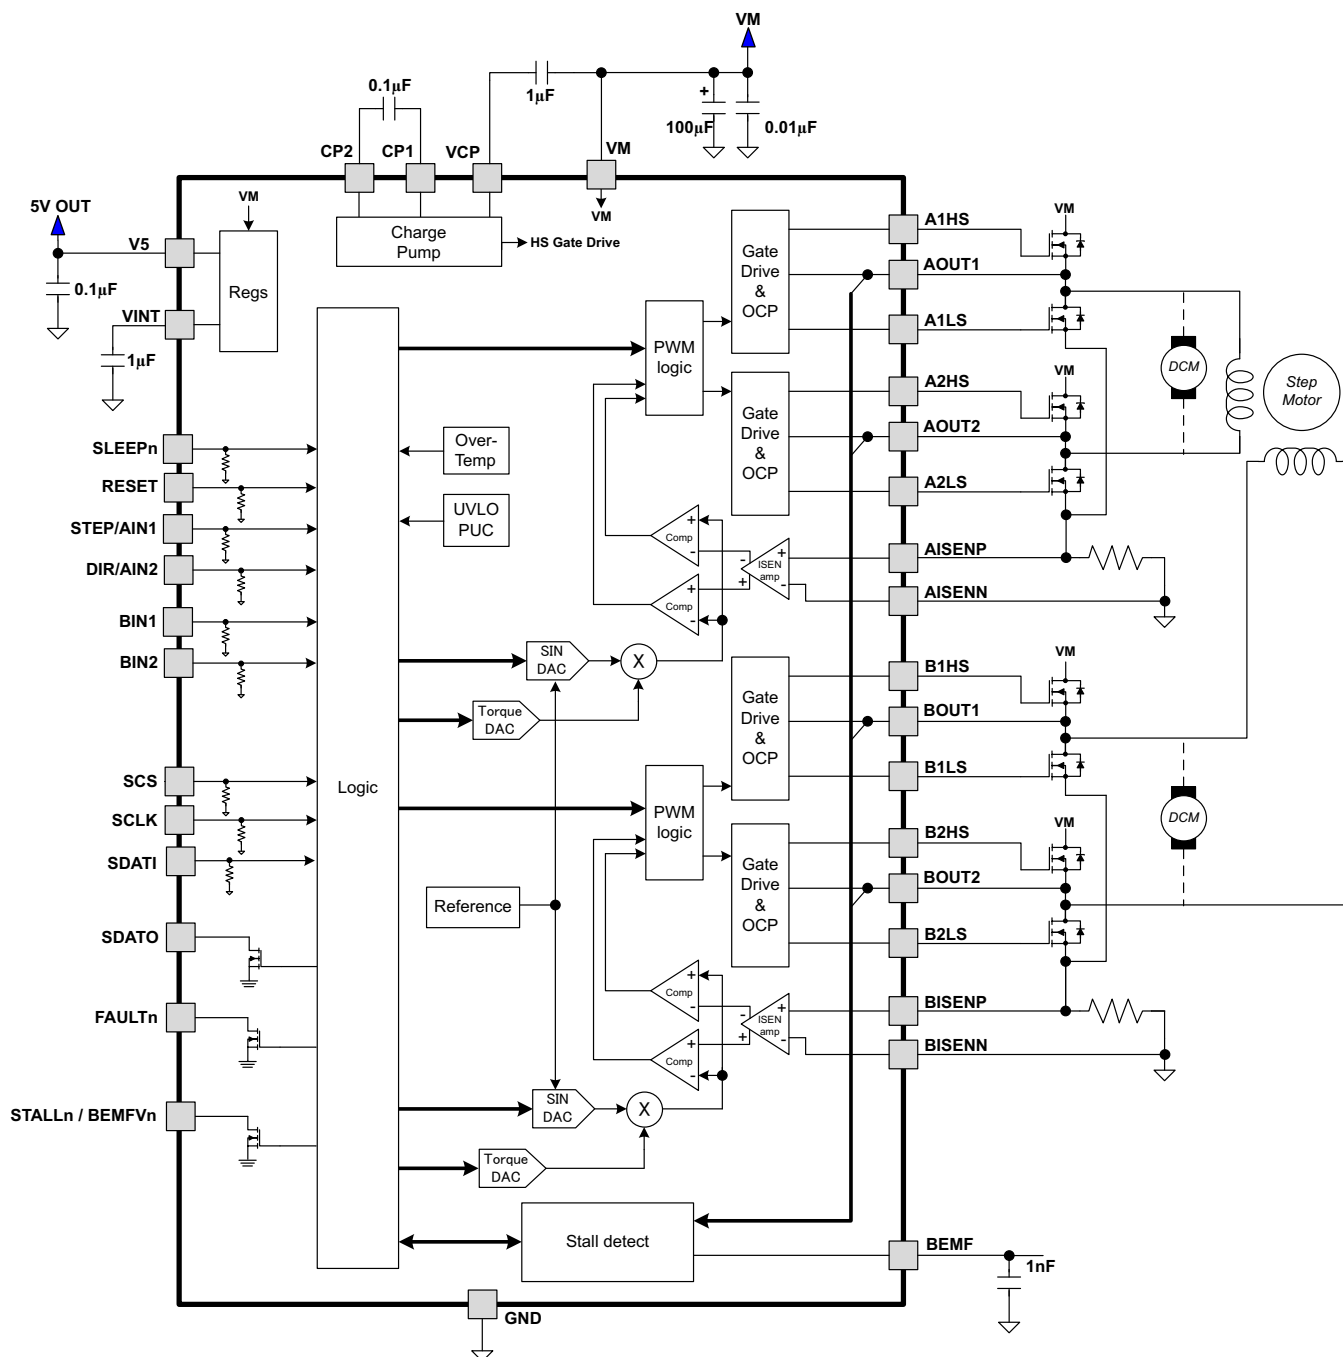 VM
0.1µF
1µF
+
100µF
0.01µF
CP2
CP1
VCP
VM
5V OUT
VM
VM
V5
Charge
Pump
HS Gate Drive
0.1µF
Regs
VINT
1µF
Gate
Drive
&
OCP
A1HS
VM
AOUT1
A1LS
PWM
logic
DCM
Step
Motor
Gate
Drive
&
OCP
A2HS
VM
AOUT2
A2LS
SLEEPn
RESET
STEP/AIN1
DIR/AIN2
BIN1
BIN2
Over-
Temp
UVLO
PUC
+
Comp
-
+
Comp
-
-
+
ISEN
amp
+
-
AISENP
AISENN
SIN
DAC
X
Torque
DAC
Gate
Drive
&
OCP
B1HS
VM
BOUT1
B1LS
SCS
SCLK
SDATI
Logic
PWM
logic
DCM
Gate
Drive
&
OCP
B2HS
VM
BOUT2
B2LS
Reference
SDATO
FAULTn
STALLn / BEMFVn
+
Comp
-
+
Comp
-
-
+
ISEN
amp
+
-
BISENP
BISENN
SIN
DAC
X
Torque
DAC
Stall detect
BEMF
1nF
GND